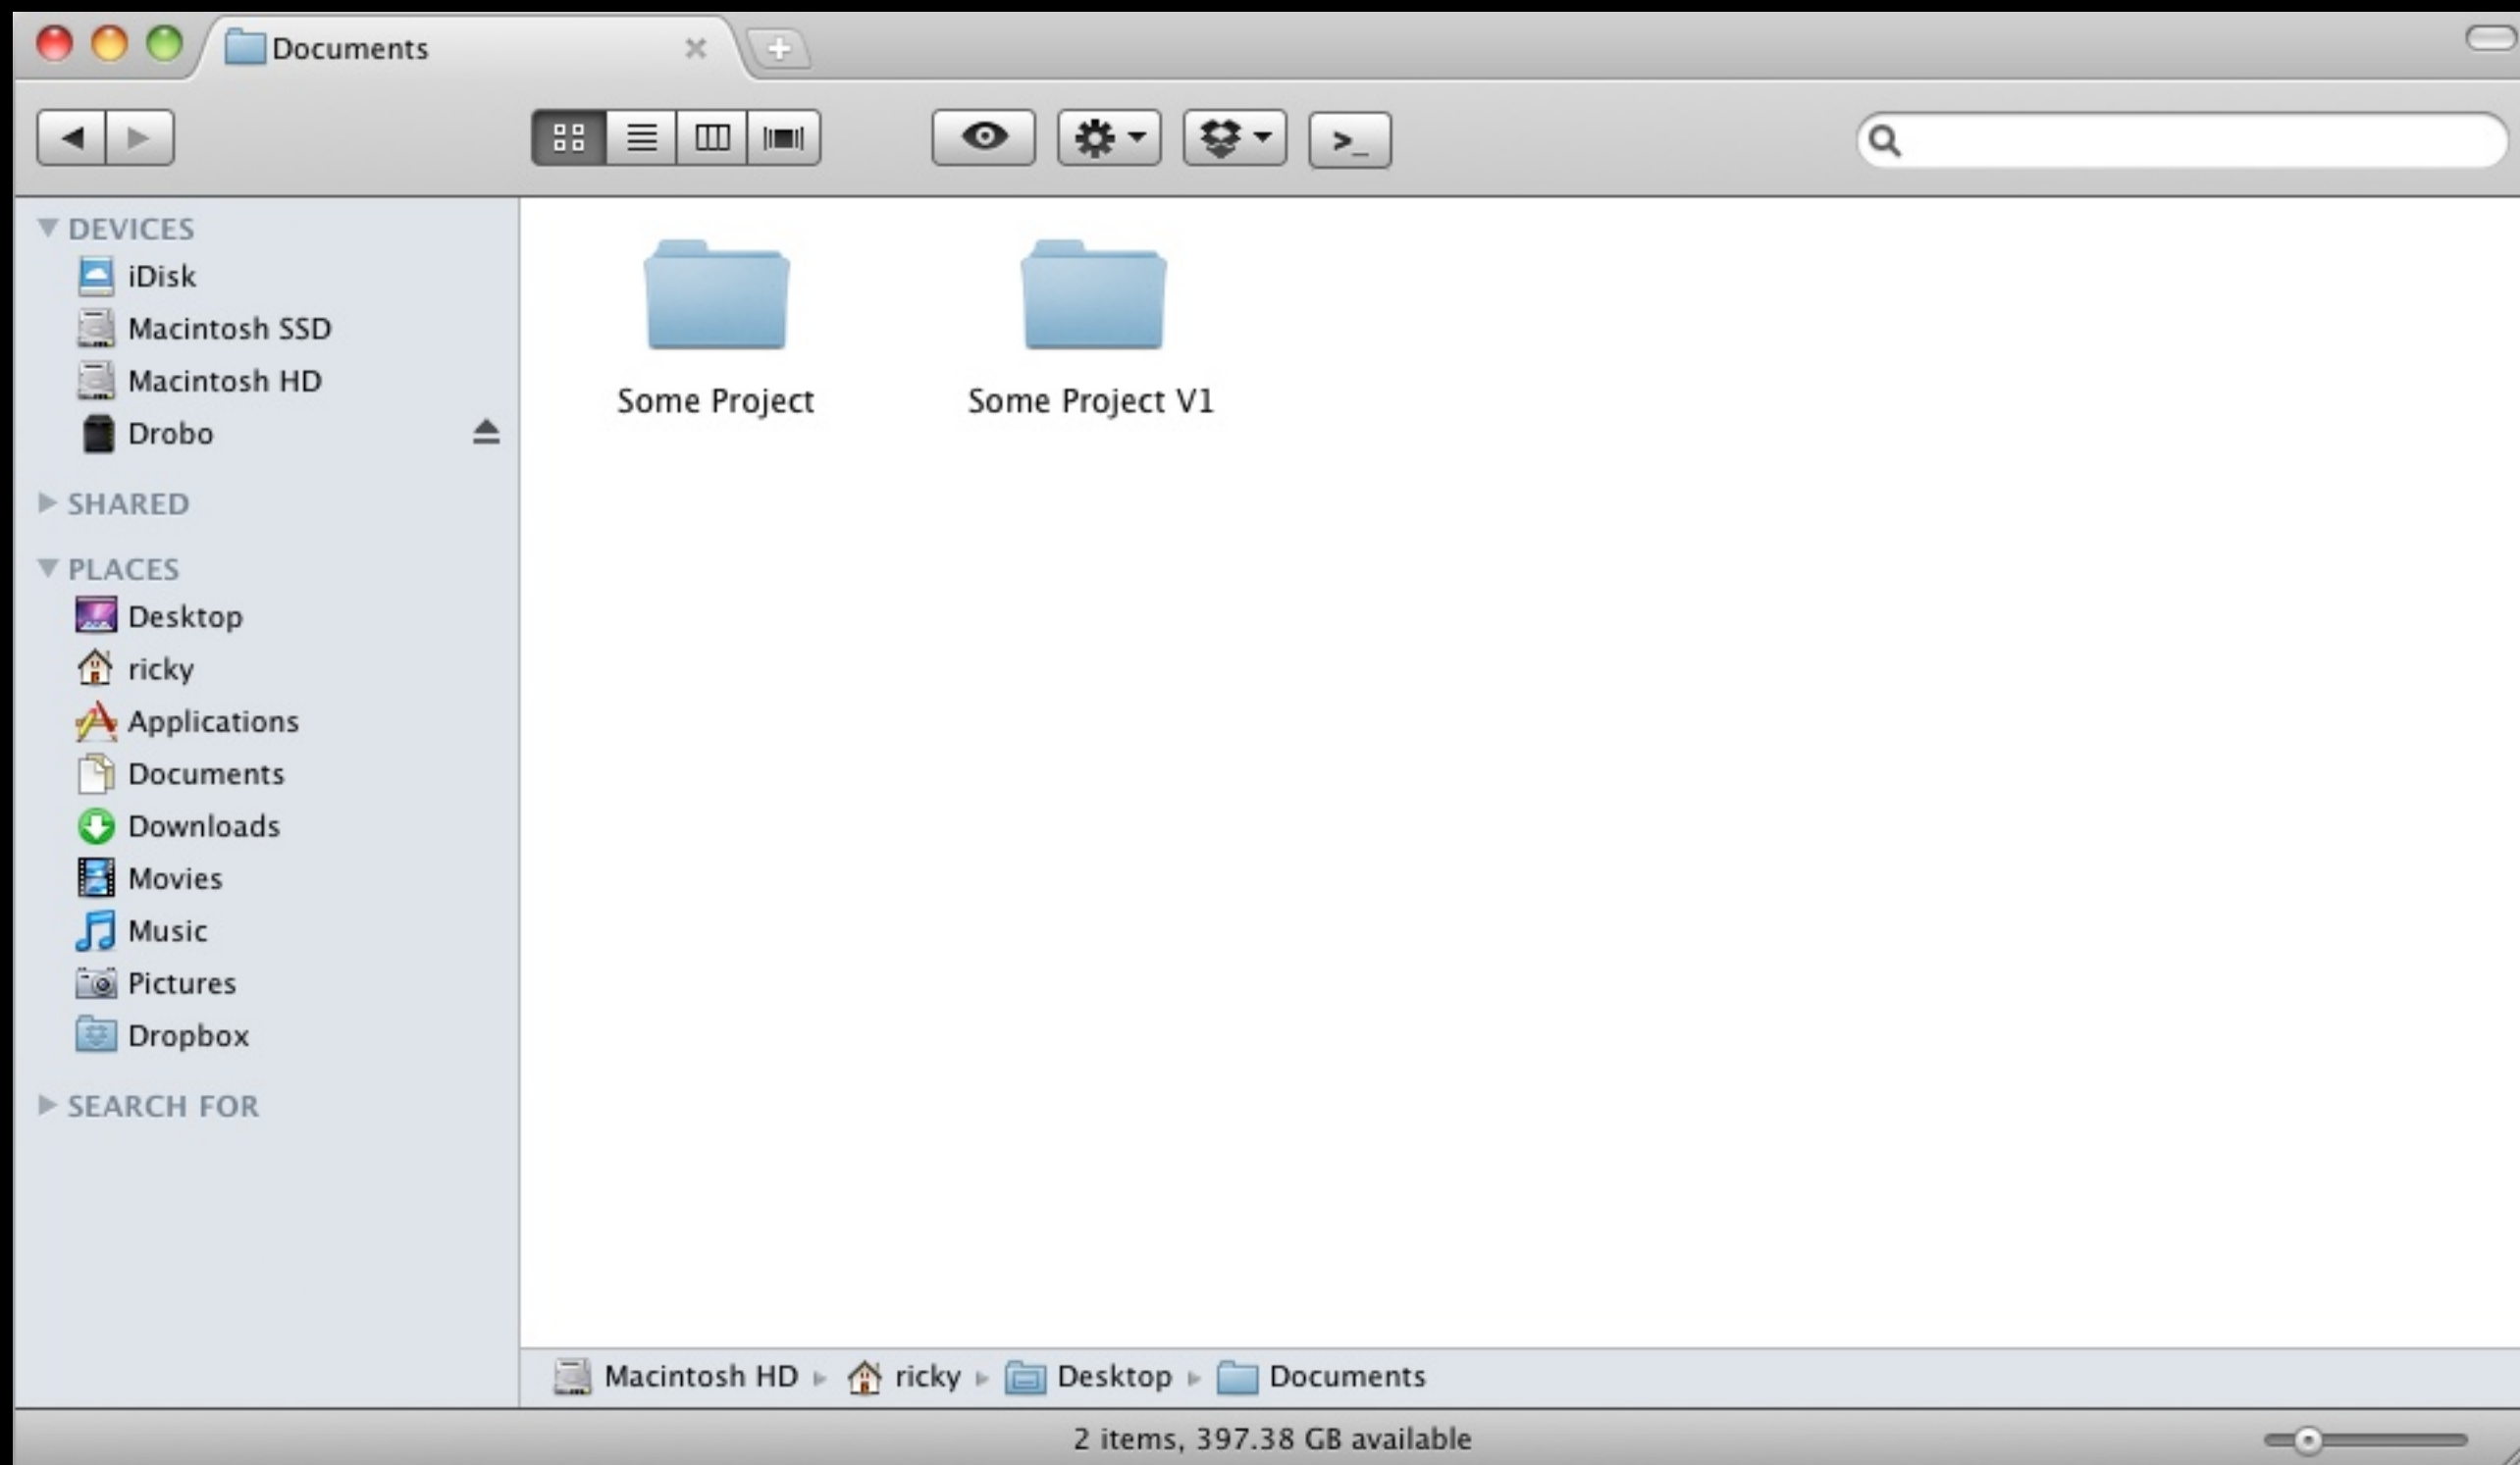 Documents
>_
DEVICES
iDisk
Macintosh SSD
Macintosh HD
Drobo
SHARED
PLACES
Desktop
ricky
Applications
Documents
Downloads
Movies
Music
Pictures
Dropbox
SEARCH FOR
Some Project
Some Project V1
Macintosh HD ▸ ricky ▸ Desktop ▸ Documents
2 items, 397.38 GB available